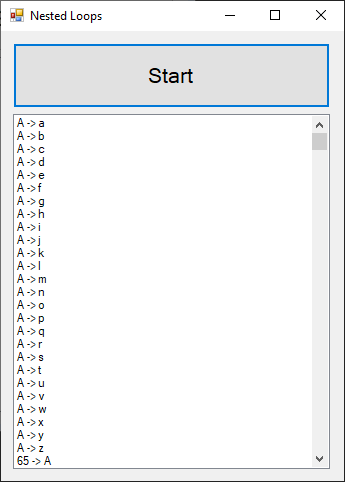 Nested Loops
Start
A -> a
A -> b
A -> c
A -> d
A -> e
A -> f
A -> g
A -> h
A -> i
A -> j
A -> k
A -> l
A -> m
A -> n
A -> o
A -> p
A -> q
A -> r
A -> s
A -> t
A -> u
A -> v
A -> w
A -> x
A -> y
A -> z
65 -> A